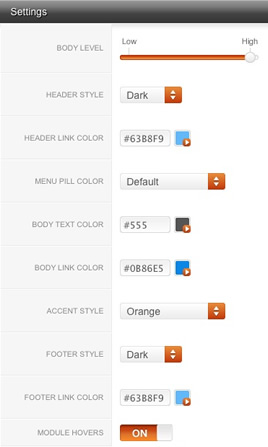 Settings
Low High
BODY LEVEL
HEADER STYLE Dark
HEADER LINK COLOR #63B8F9
MENU PILL COLOR Default
BODY TEXT COLOR #555
BODY LINK COLOR #0B86E5
ACCENT STYLE Orange
FOOTER STYLE Dark
FOOTER LINK COLOR #63B8F9
MODULE HOVERS ON